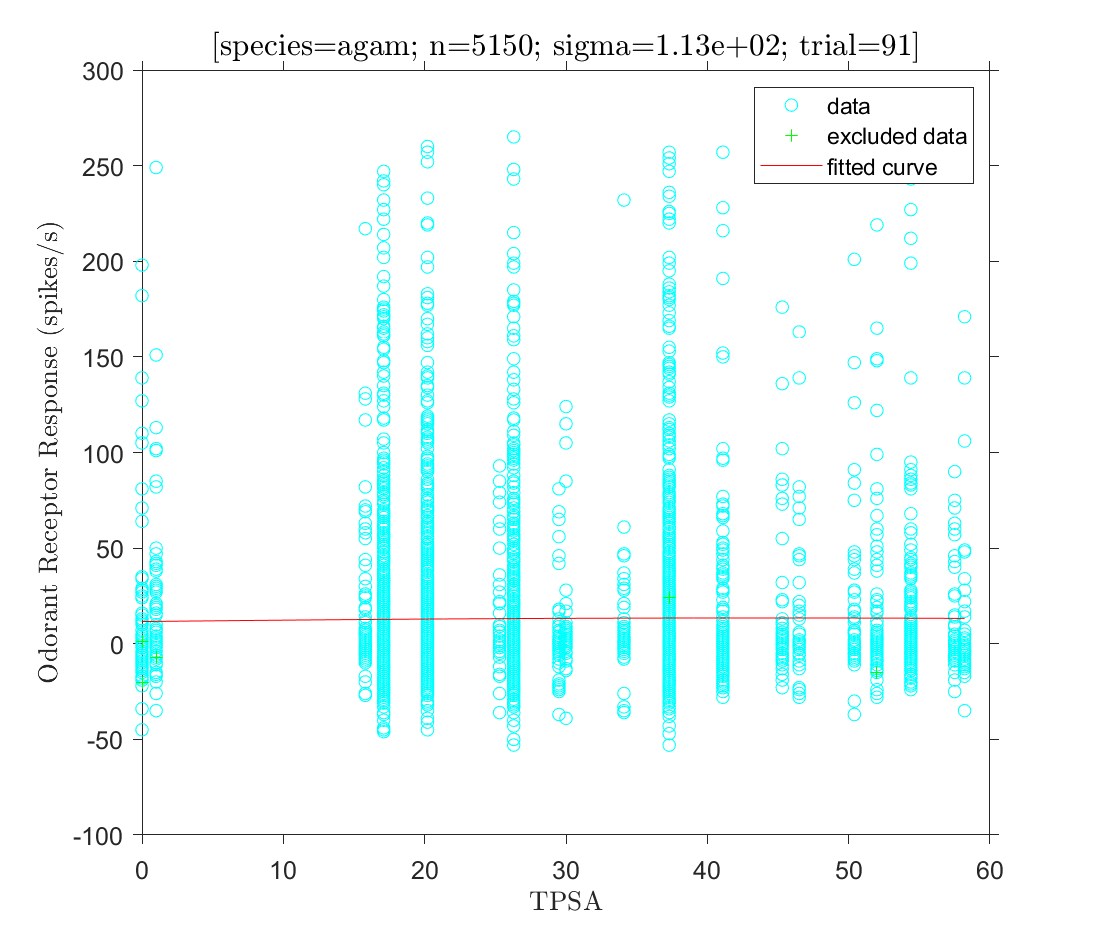 [species=agam; n=5150; sigma=1.13e+02; trial=91]
300
250
200
150
100
50
0
-50
-100
Odorant Receptor Response (spikes/s)
data
excluded data
fitted curve
0 10 20 30 40 50 60
TPSA